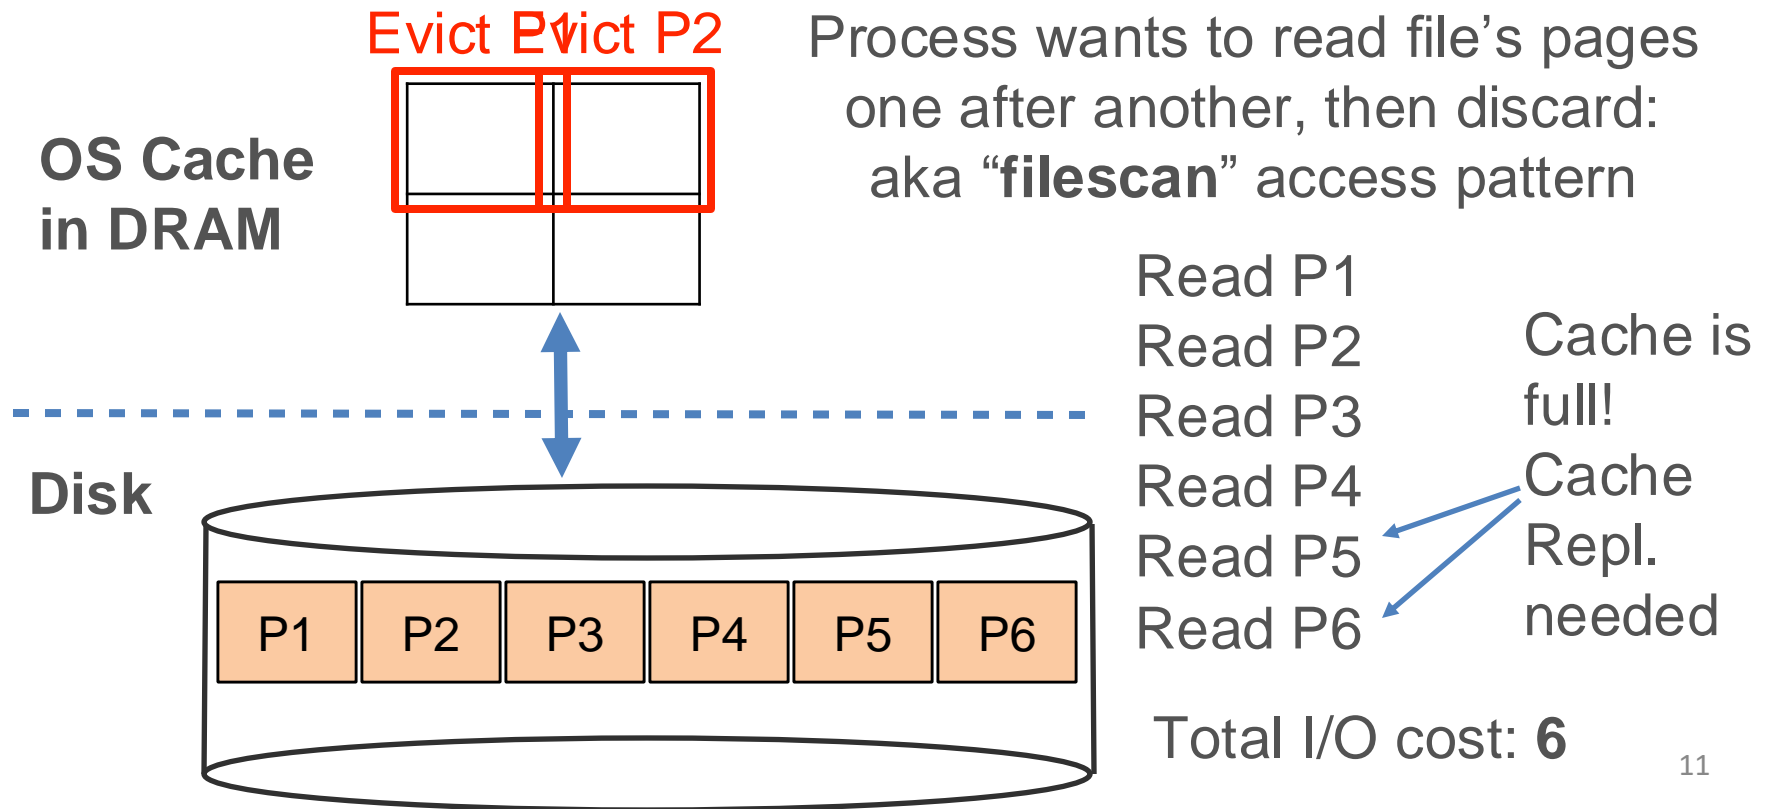 Evict P1
Evict P2
Process wants to read file’s pages
one after another, then discard:
aka “filescan” access pattern
OS Cache
in DRAM
Read P1
Read P2
Read P3
Read P4
Read P5
Read P6
Cache is
full!
Cache
Repl.
needed
Disk
P1 P2 P3 P4 P5 P6
Total I/O cost: 6
11